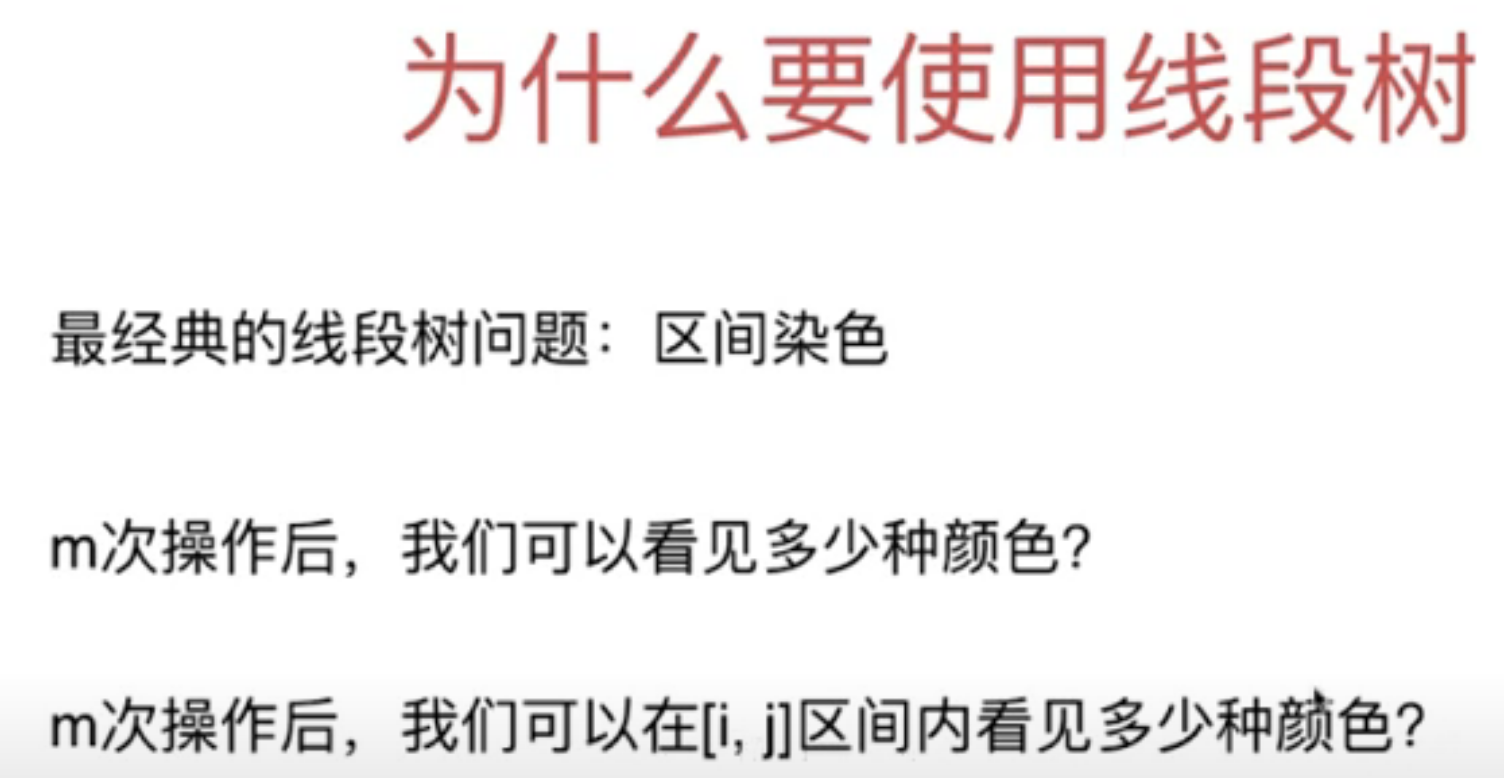 为什么要使用线段树
最经典的线段树问题：区间染色
m次操作后，我们可以看见多少种颜色？
m次操作后，我们可以在[i, j]区间内看见多少种颜色？